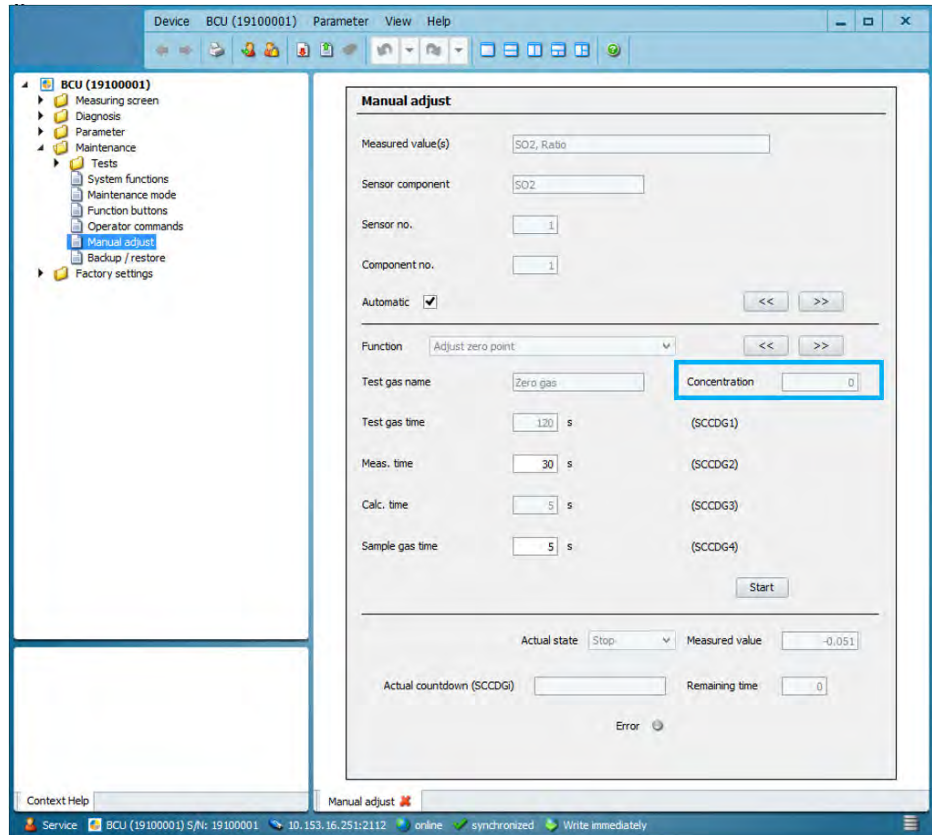 Device BCU (19100001) Parameter View Help
BCU (19100001)
Measuring screen
Diagnosis
Parameter
Maintenance
Tests
System functions
Maintenance mode
Function buttons
Operator commands
Manual adjust
Backup / restore
Factory settings
Context Help
Manual adjust
Measured value(s) SO2, Ratio
Sensor component SO2
Sensor no. 1
Component no. 1
Automatic << >>
Function Adjust zero point << >>
Test gas name Zero gas Concentration 0
Test gas time 120 s (SCCDG1)
Meas. time 30 s (SCCDG2)
Calc. time 5 s (SCCDG3)
Sample gas time 5 s (SCCDG4)
Start
Actual state Stop Measured value -0.051
Actual countdown (SCCDGi) Remaining time 0
Error
Manual adjust
Service BCU (19100001) S/N: 19100001 10.153.16.251:2112 online synchronized Write immediately